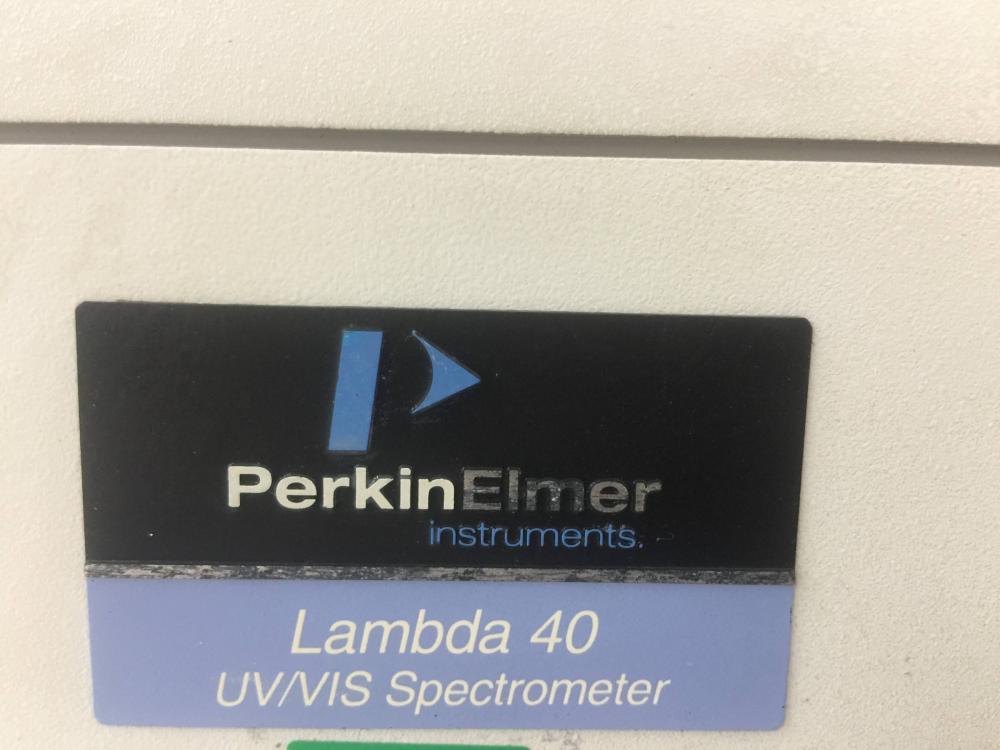 PerkinElmer
instruments.
Lambda 40
UV/VIS Spectrometer